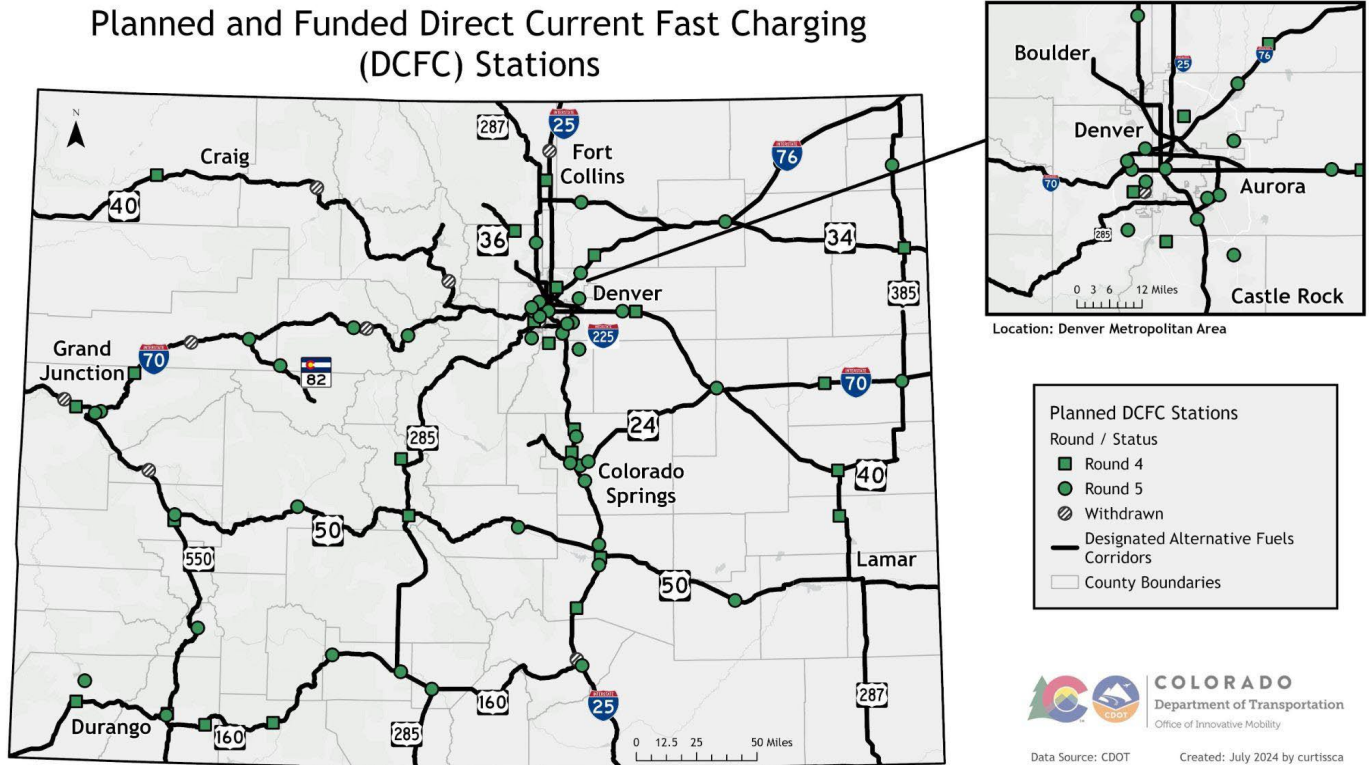 Planned and Funded Direct Current Fast Charging
(DCFC) Stations
N
Craig
40
287
25
Fort
Collins
76
36
34
385
Denver
225
Grand
Junction
70
82
70
24
285
Colorado
Springs
40
50
550
Lamar
50
Durango
160
285
160
25
287
0 12.5 25 50 Miles
Boulder
25
76
Denver
70
Aurora
285
0 3 6 12 Miles
Castle Rock
Location: Denver Metropolitan Area
Planned DCFC Stations
Round / Status
Round 4
Round 5
Withdrawn
Designated Alternative Fuels
Corridors
County Boundaries
CDOT
COLORADO
Department of Transportation
Office of Innovative Mobility
Data Source: CDOT Created: July 2024 by curtissca